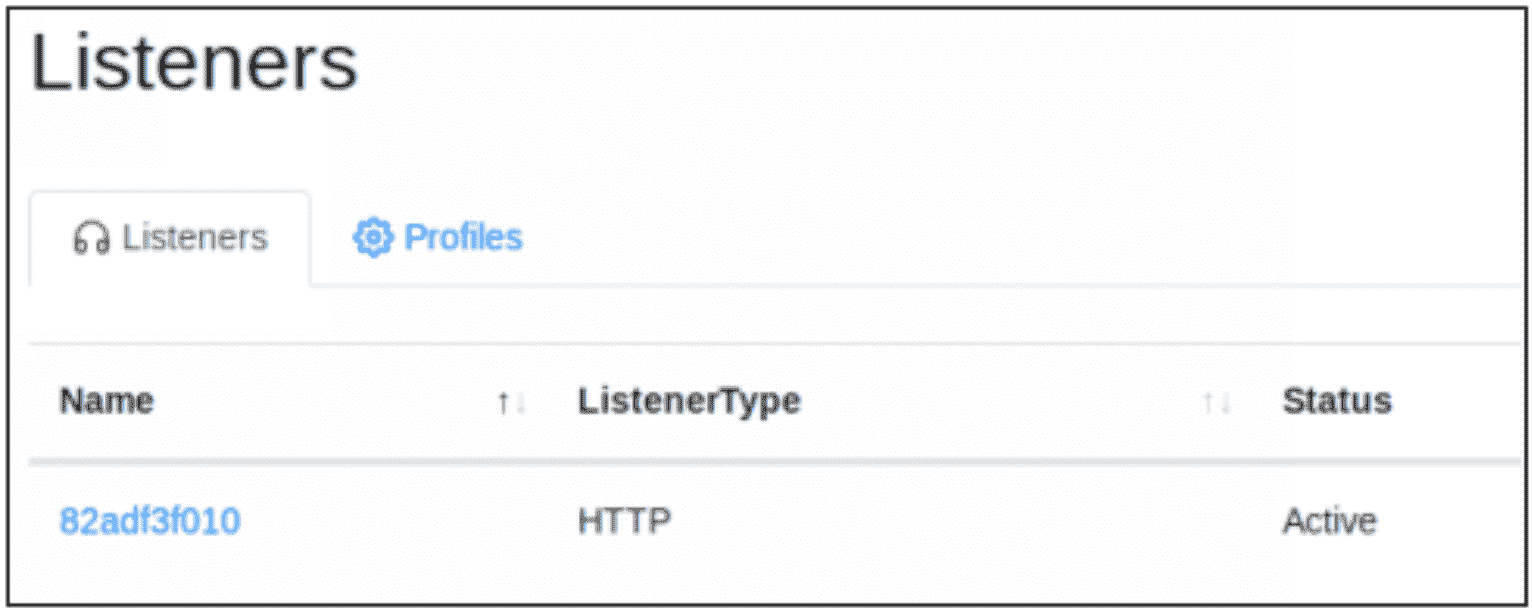 Listeners
Listeners Profiles
Name ↑↓ ListenerType ↑↓ Status
82adf3f010 HTTP Active